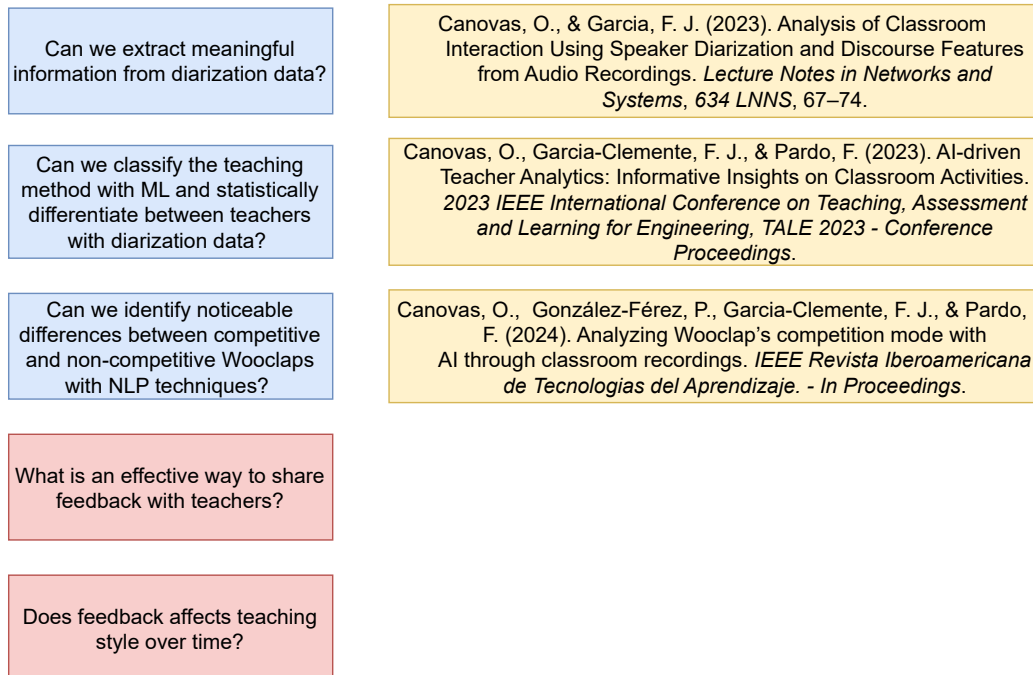 Can we extract meaningful
information from diarization data?
Canovas, O., & Garcia, F. J. (2023). Analysis of Classroom
Interaction Using Speaker Diarization and Discourse Features
from Audio Recordings. Lecture Notes in Networks and
Systems, 634 LNNS, 67–74.
Can we classify the teaching
method with ML and statistically
differentiate between teachers
with diarization data?
Canovas, O., Garcia-Clemente, F. J., & Pardo, F. (2023). AI-driven
Teacher Analytics: Informative Insights on Classroom Activities.
2023 IEEE International Conference on Teaching, Assessment
and Learning for Engineering, TALE 2023 - Conference
Proceedings.
Can we identify noticeable
differences between competitive
and non-competitive Wooclaps
with NLP techniques?
Canovas, O., González-Férez, P., Garcia-Clemente, F. J., & Pardo,
F. (2024). Analyzing Wooclap's competition mode with
AI through classroom recordings. IEEE Revista Iberoamericana
de Tecnologias del Aprendizaje. - In Proceedings.
What is an effective way to share
feedback with teachers?
Does feedback affects teaching
style over time?